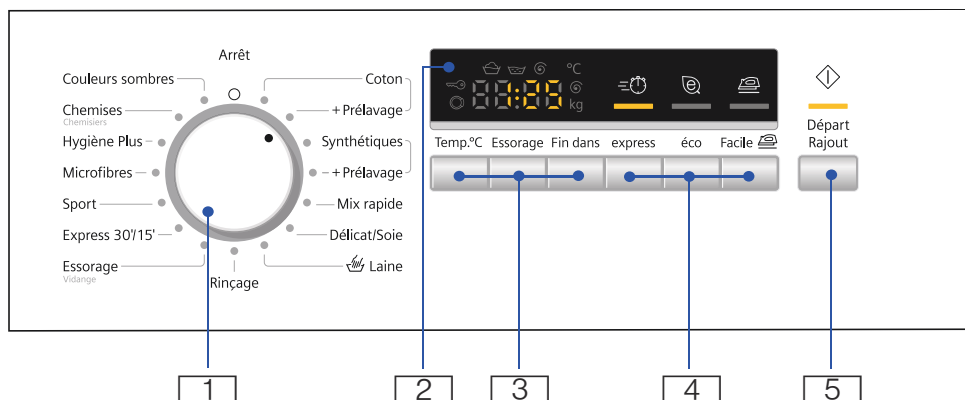 Arrêt
Couleurs sombres
Chemises
Chemisiers
Hygiène Plus
Microfibres
Sport
Express 30'/15'
Essorage
Vidange
Rinçage
Coton
+Prélavage
Synthétiques
+Prélavage
Mix rapide
Délicat/Soie
Laine
°C
1:25
kg
e
Temp.°C Essorage Fin dans express éco Facile
Départ
Rajout
1 2 3 4 5